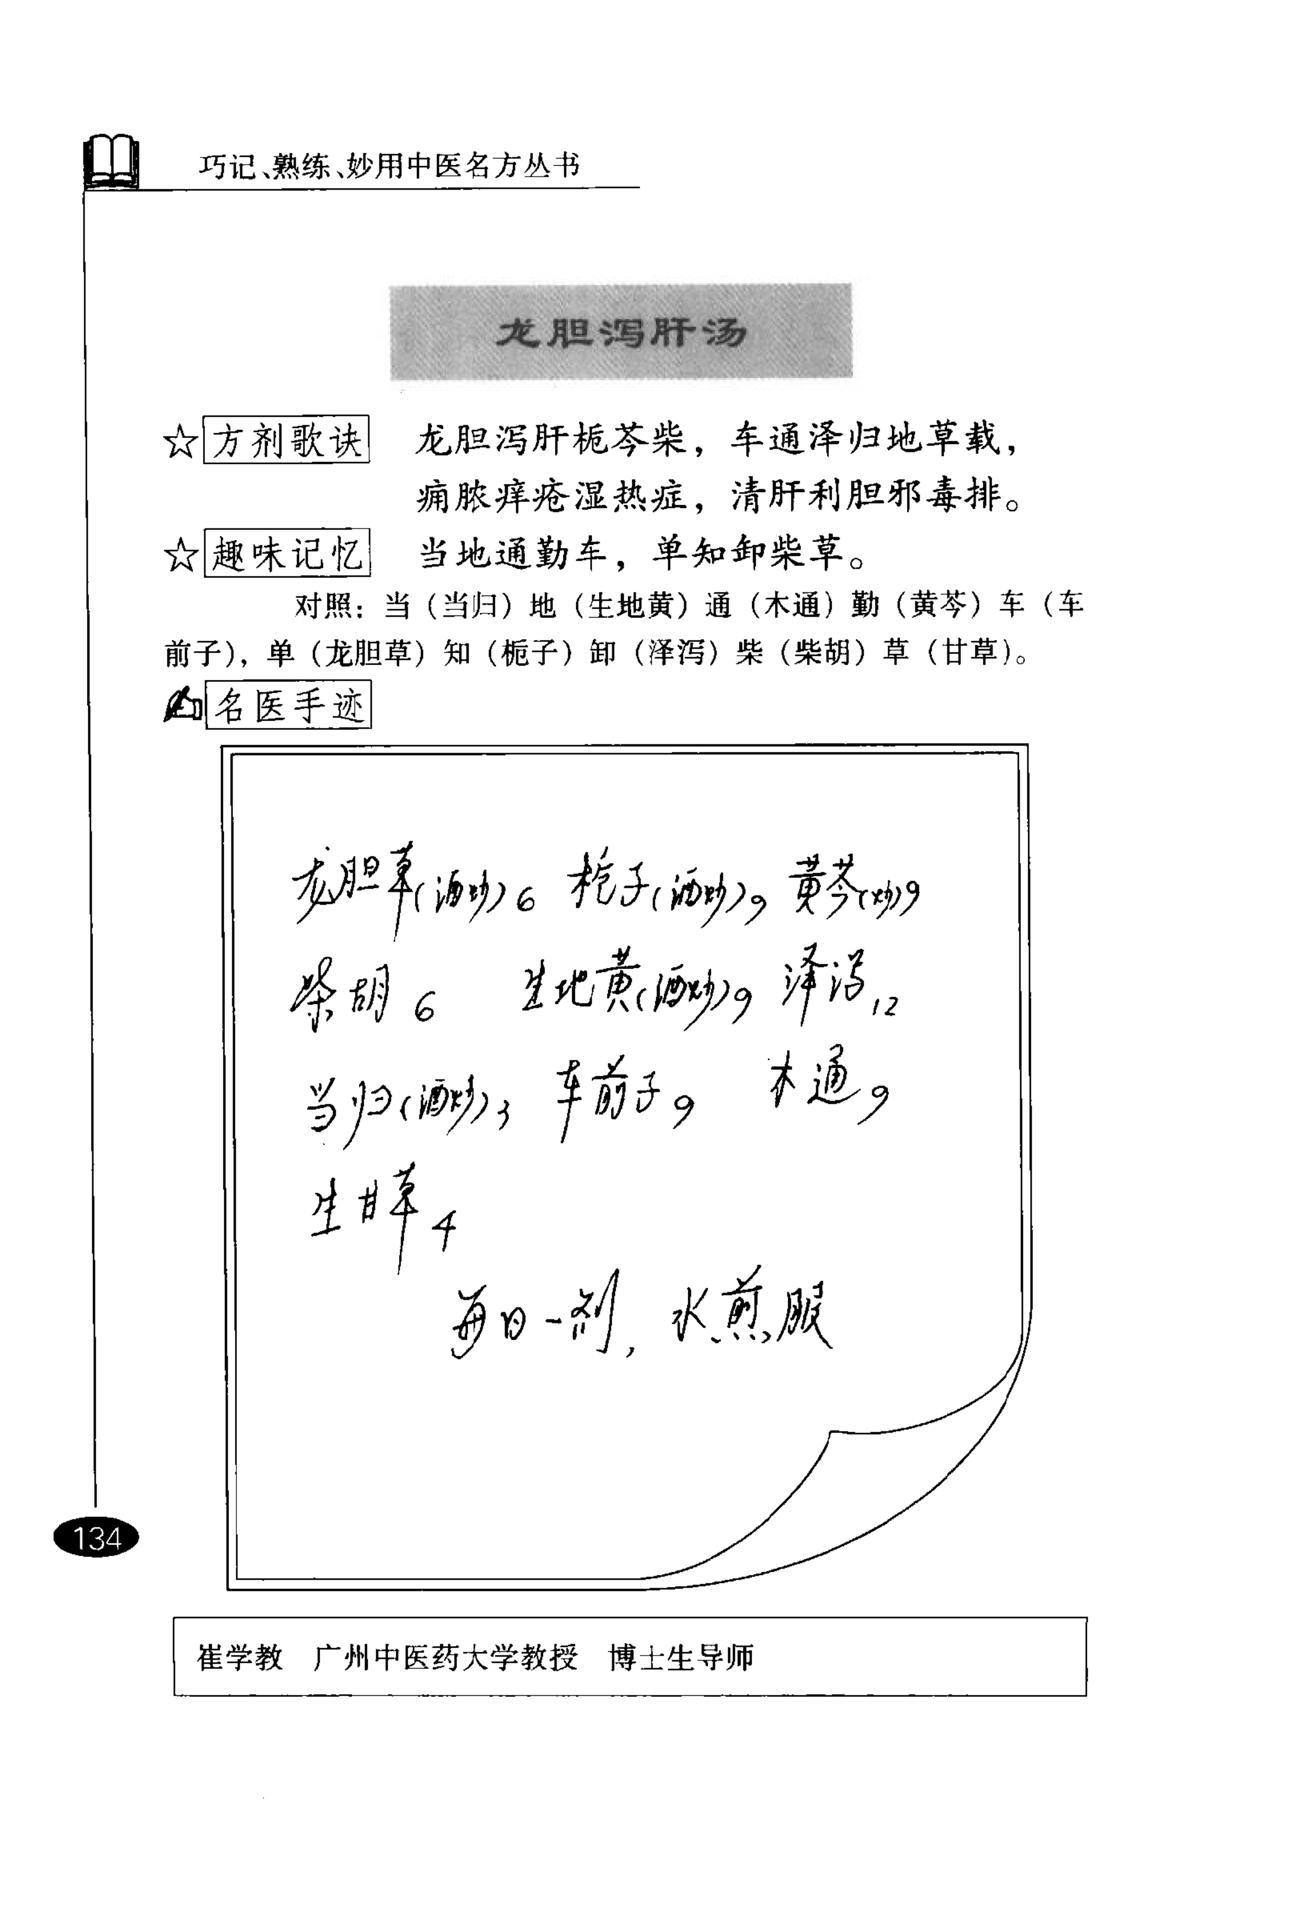 巧记、熟练、妙用中医名方丛书
龙胆泻肝汤
☆方剂歌诀 龙胆泻肝栀芩柴，车通泽归地草载，
痈脓痒疮湿热症，清肝利胆邪毒排。
☆趣味记忆 当地通勤车，单知卸柴草。
对照：当（当归）地（生地黄）通（木通）勤（黄芩）车（车
前子），单（龙胆草）知（栀子）卸（泽泻）柴（柴胡）草（甘草）。
名医手迹
龙胆草(酒炒)6 栀子(酒炒)9 黄芩(炒)9
柴胡6 生地黄(酒炒)9 泽泻12
当归(酒炒)3 车前子9 木通9
生甘草4
每日一剂，水煎服
134
崔学教 广州中医药大学教授 博士生导师